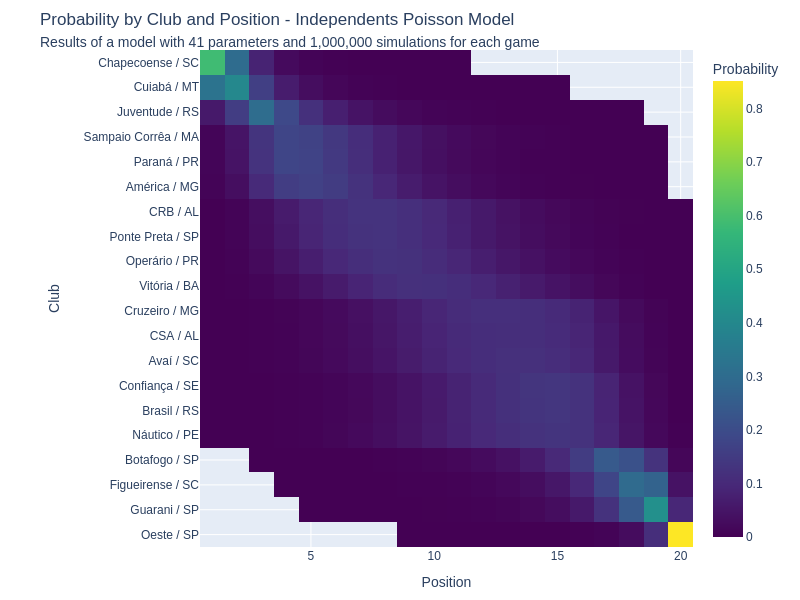 Probability by Club and Position - Independents Poisson Model
Results of a model with 41 parameters and 1,000,000 simulations for each game
Probability
Club
Chapecoense / SC
Cuiabá / MT
Juventude / RS
Sampaio Corrêa / MA
Paraná / PR
América / MG
CRB / AL
Ponte Preta / SP
Operário / PR
Vitória / BA
Cruzeiro / MG
CSA / AL
Avaí / SC
Confiança / SE
Brasil / RS
Náutico / PE
Botafogo / SP
Figueirense / SC
Guarani / SP
Oeste / SP
5 10 15 20
Position
0.8
0.7
0.6
0.5
0.4
0.3
0.2
0.1
0